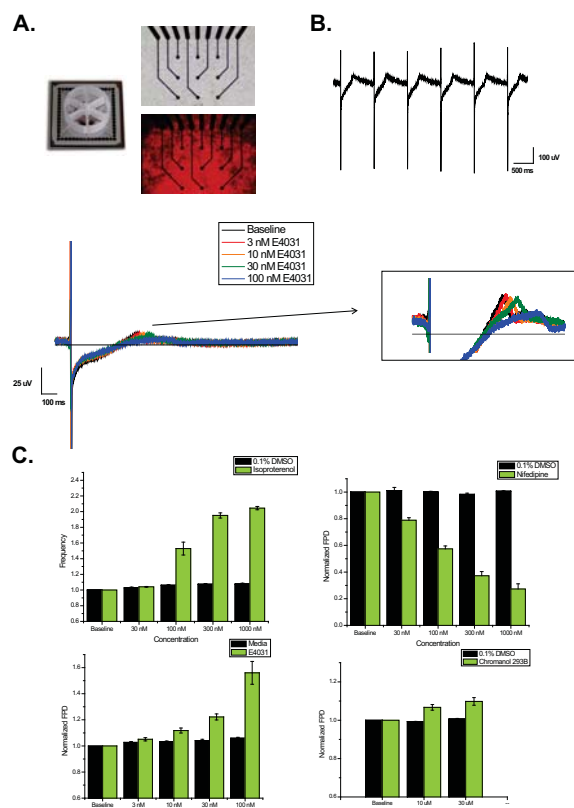 A.
B.
100 uV
500 ms
Baseline
3 nM E4031
10 nM E4031
30 nM E4031
100 nM E4031
25 uV
100 ms
C.
0.1% DMSO
Isoproterenol
2.4
2.2
2.0
1.8
1.6
1.4
1.2
1.0
0.8
0.6
Frequency
Baseline 30 nM 100 nM 300 nM 1000 nM
Concentration
0.1% DMSO
Nifedipine
1.0
0.8
0.6
0.4
0.2
0.0
Normalized FPD
Baseline 30 nM 100 nM 300 nM 1000 nM
Concentration
Media
E4031
1.6
1.4
1.2
1.0
0.8
0.6
Normalized FPD
Baseline 3 nM 10 nM 30 nM 100 nM
0.1% DMSO
Chromanol 293B
1.2
1.0
0.8
0.6
Normalized FPD
Baseline 10 uM 30 uM